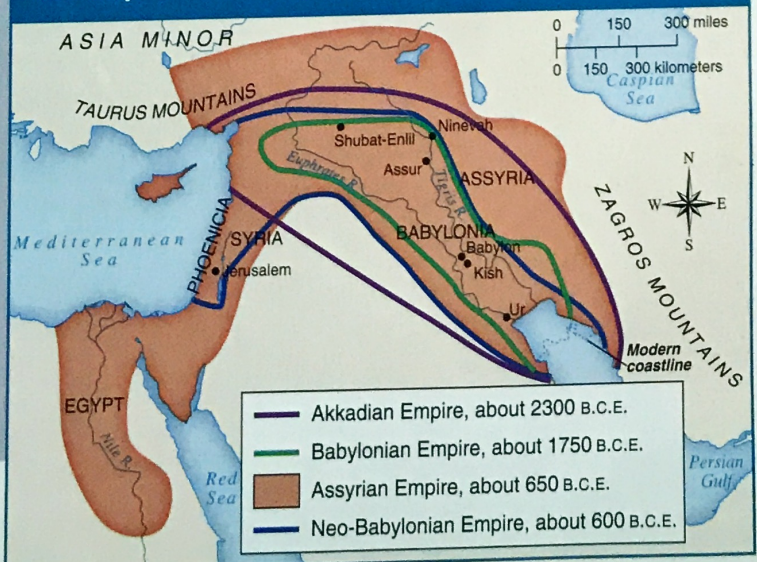 ASIA MINOR
0 150 300 miles
0 150 300 kilometers
Caspian
Sea
TAURUS MOUNTAINS
Ninevah
Shubat-Enlil
Assur
ASSYRIA
Euphrates R.
Tigris R.
N
W E
S
ZAGROS MOUNTAINS
Mediterranean
Sea
PHOENICIA
SYRIA
BABYLONIA
Babylon
Kish
Jerusalem
Ur
Modern
coastline
EGYPT
Nile R.
Red
Sea
Persian
Gulf
Akkadian Empire, about 2300 B.C.E.
Babylonian Empire, about 1750 B.C.E.
Assyrian Empire, about 650 B.C.E.
Neo-Babylonian Empire, about 600 B.C.E.